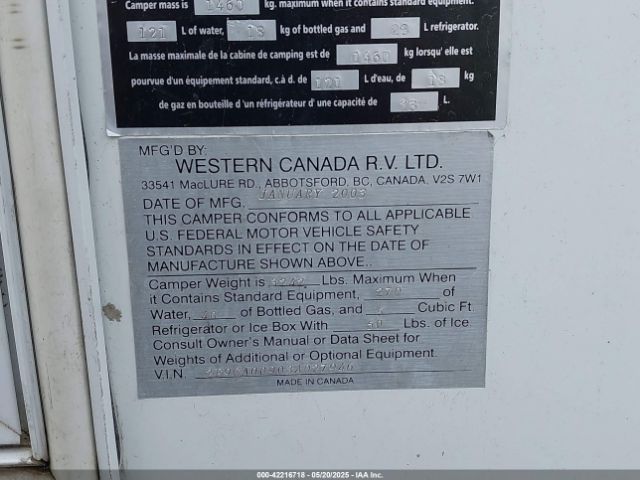 Camper mass is 1460 kg. maximum when it contains standard equipment,
121 L of water, 18 kg of bottled gas and L refrigerator.
La masse maximale de la cabine de camping est de 1460 kg lorsqu' elle est
pourvue d'un équipement standard, c.à d. de 121 L d'eau, de 18 kg
de gaz en bouteille d'un réfrigérateur d'une capacité de L.
MFG'D BY:
WESTERN CANADA R.V. LTD.
33541 MacLURE RD., ABBOTSFORD, BC, CANADA, V2S 7W1
DATE OF MFG. JANUARY 2003
THIS CAMPER CONFORMS TO ALL APPLICABLE
U.S. FEDERAL MOTOR VEHICLE SAFETY
STANDARDS IN EFFECT ON THE DATE OF
MANUFACTURE SHOWN ABOVE..
Camper Weight is Lbs. Maximum When
it Contains Standard Equipment, of
Water, of Bottled Gas, and Cubic Ft.
Refrigerator or Ice Box With 50 Lbs. of Ice
Consult Owner's Manual or Data Sheet for
Weights of Additional or Optional Equipment.
V.I.N.
MADE IN CANADA
000-42216718 — 05/20/2025 — IAA Inc.